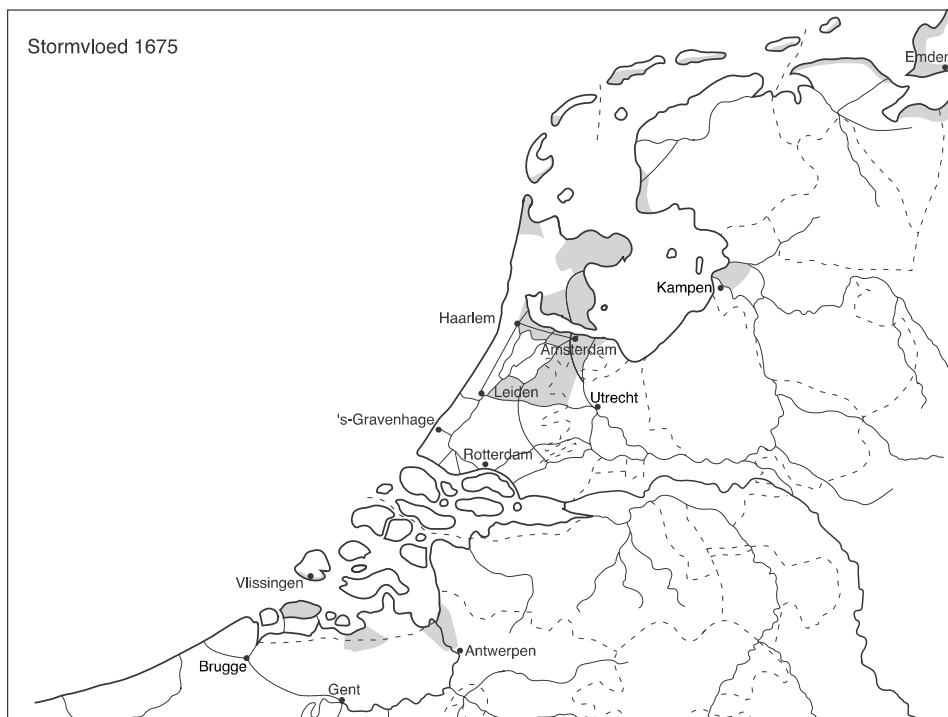 Stormvloed 1675
Emden
Kampen
Haarlem
Amsterdam
Leiden
Utrecht
's-Gravenhage
Rotterdam
Vlissingen
Antwerpen
Brugge
Gent